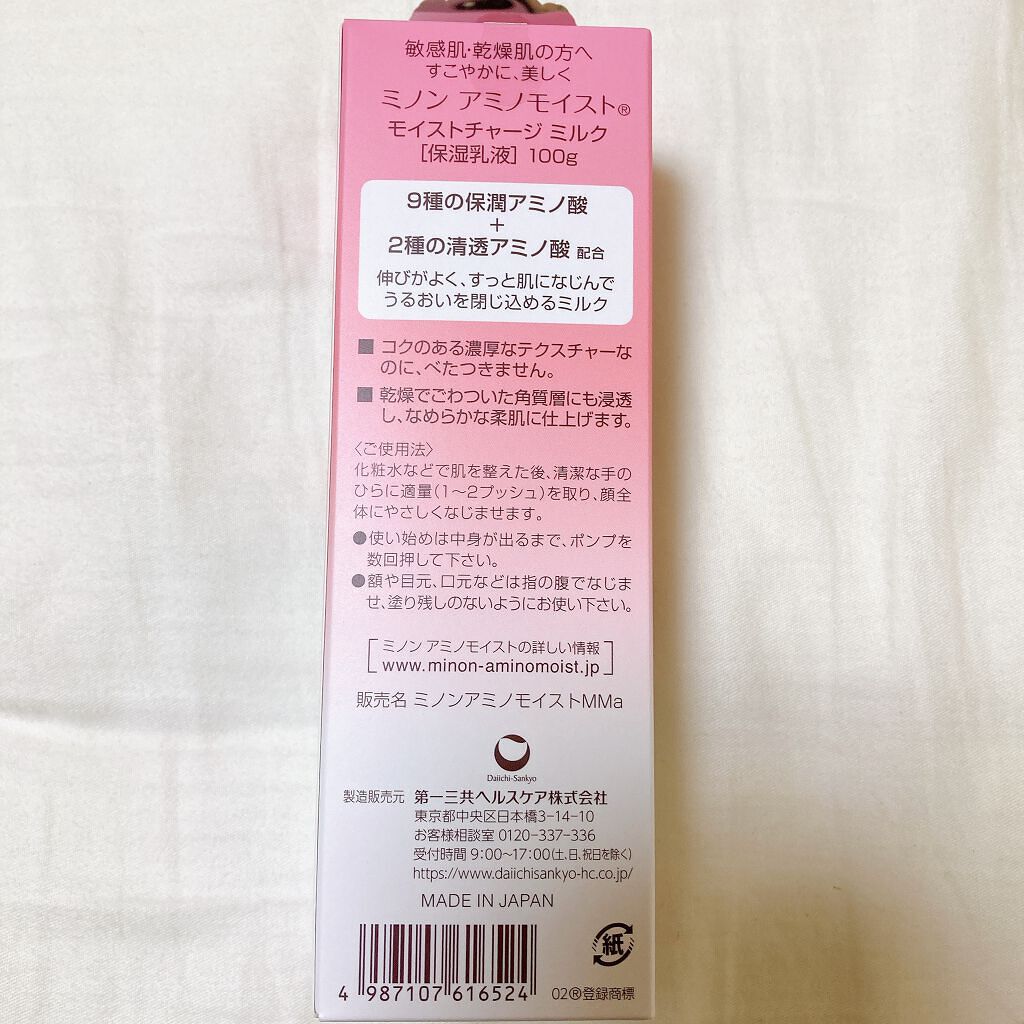 敏感肌・乾燥肌の方へ
すこやかに、美しく
ミノン アミノモイスト®
モイストチャージ ミルク
[保湿乳液] 100g
9種の保潤アミノ酸
+
2種の清透アミノ酸 配合
伸びがよく、すっと肌になじんで
うるおいを閉じ込めるミルク
■ コクのある濃厚なテクスチャーな
のに、べたつきません。
■ 乾燥でごわついた角質層にも浸透
し、なめらかな柔肌に仕上げます。
〈ご使用法〉
化粧水などで肌を整えた後、清潔な手の
ひらに適量(1〜2プッシュ)を取り、顔全
体にやさしくなじませます。
●使い始めは中身が出るまで、ポンプを
数回押して下さい。
●額や目元、口元などは指の腹でなじま
せ、塗り残しのないようにお使い下さい。
[ミノン アミノモイストの詳しい情報
www.minon-aminomoist.jp]
販売名 ミノンアミノモイストMMa
Daiichi-Sankyo
製造販売元 第一三共ヘルスケア株式会社
東京都中央区日本橋3-14-10
お客様相談室 0120-337-336
受付時間 9:00〜17:00(土、日、祝日を除く)
https://www.daiichisankyo-hc.co.jp/
MADE IN JAPAN
紙
4 987107 616524
02®登録商標